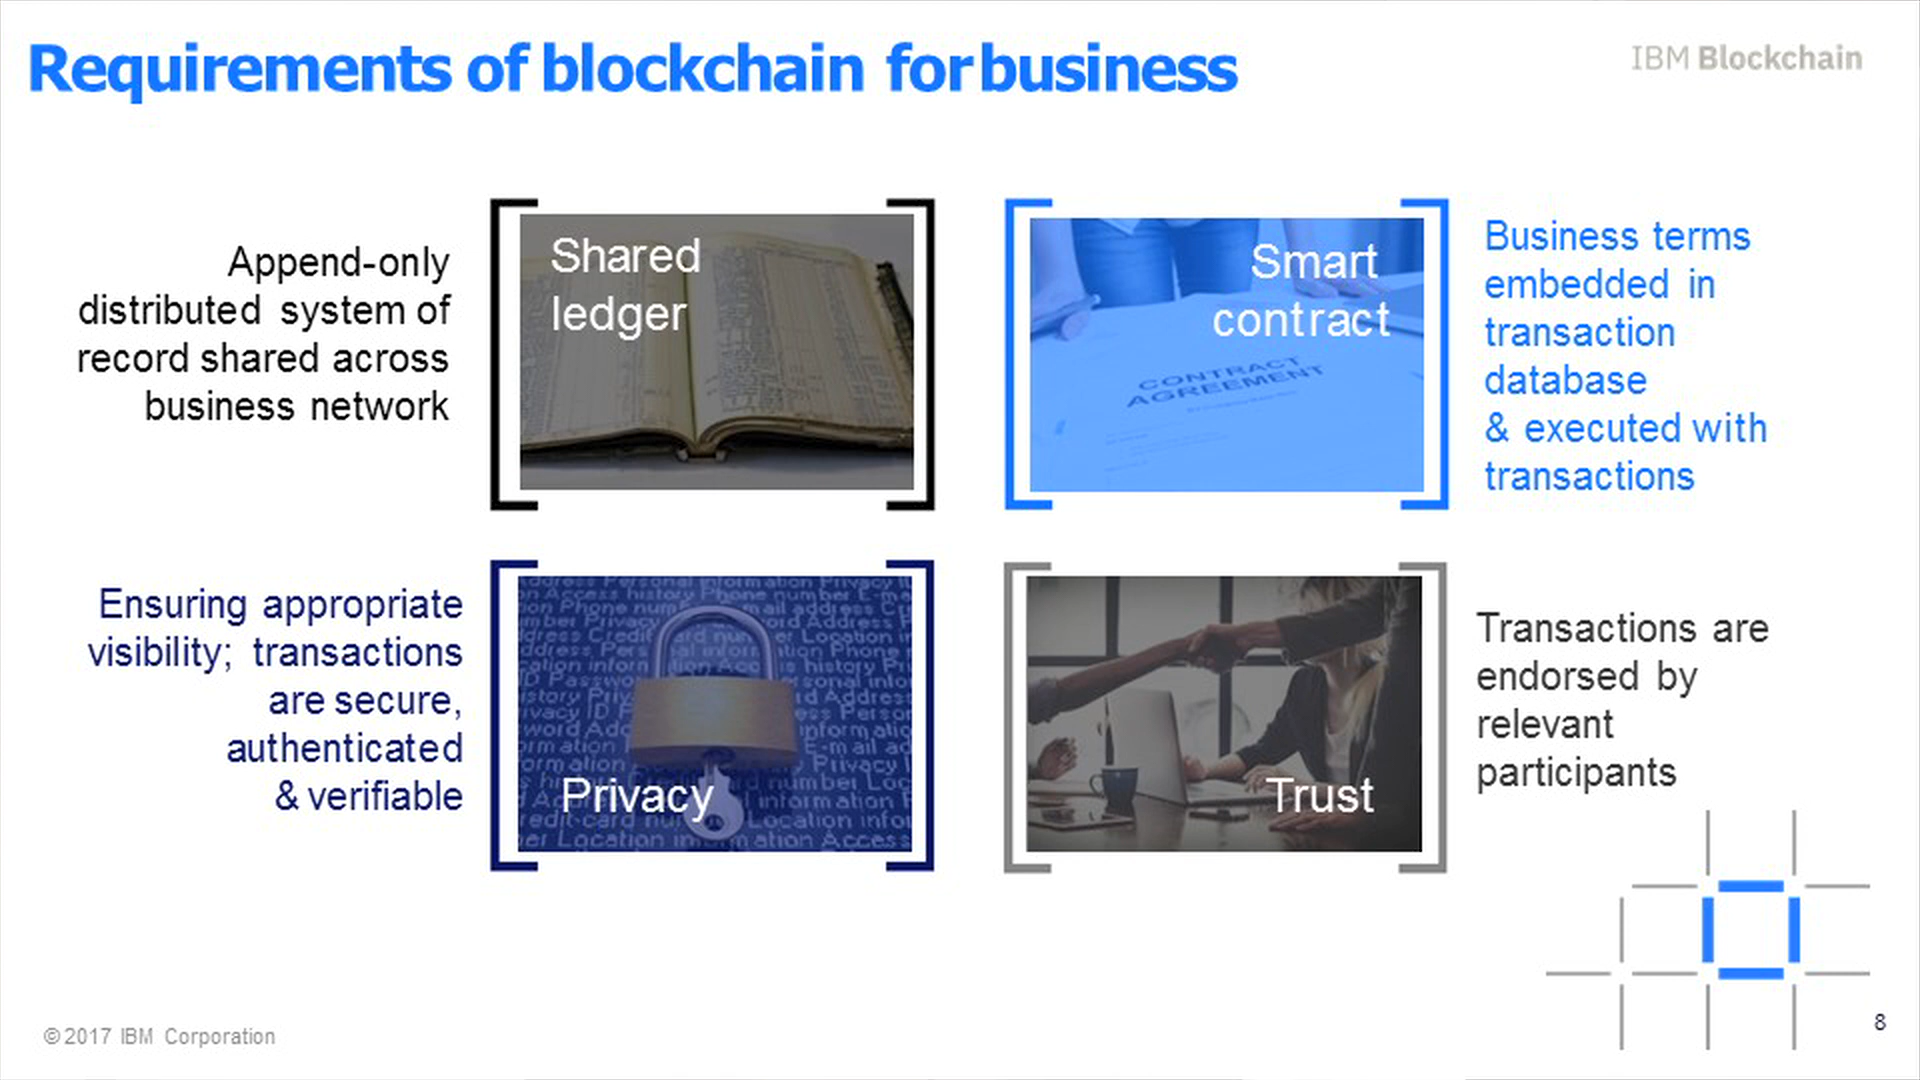 Requirements of blockchain for business
IBM Blockchain
Append-only
distributed system of
record shared across
business network
Shared
ledger
Smart
contract
CONTRACT
AGREEMENT
Business terms
embedded in
transaction
database
& executed with
transactions
Ensuring appropriate
visibility; transactions
are secure,
authenticated
& verifiable
Privacy
Trust
Transactions are
endorsed by
relevant
participants
© 2017 IBM Corporation
8